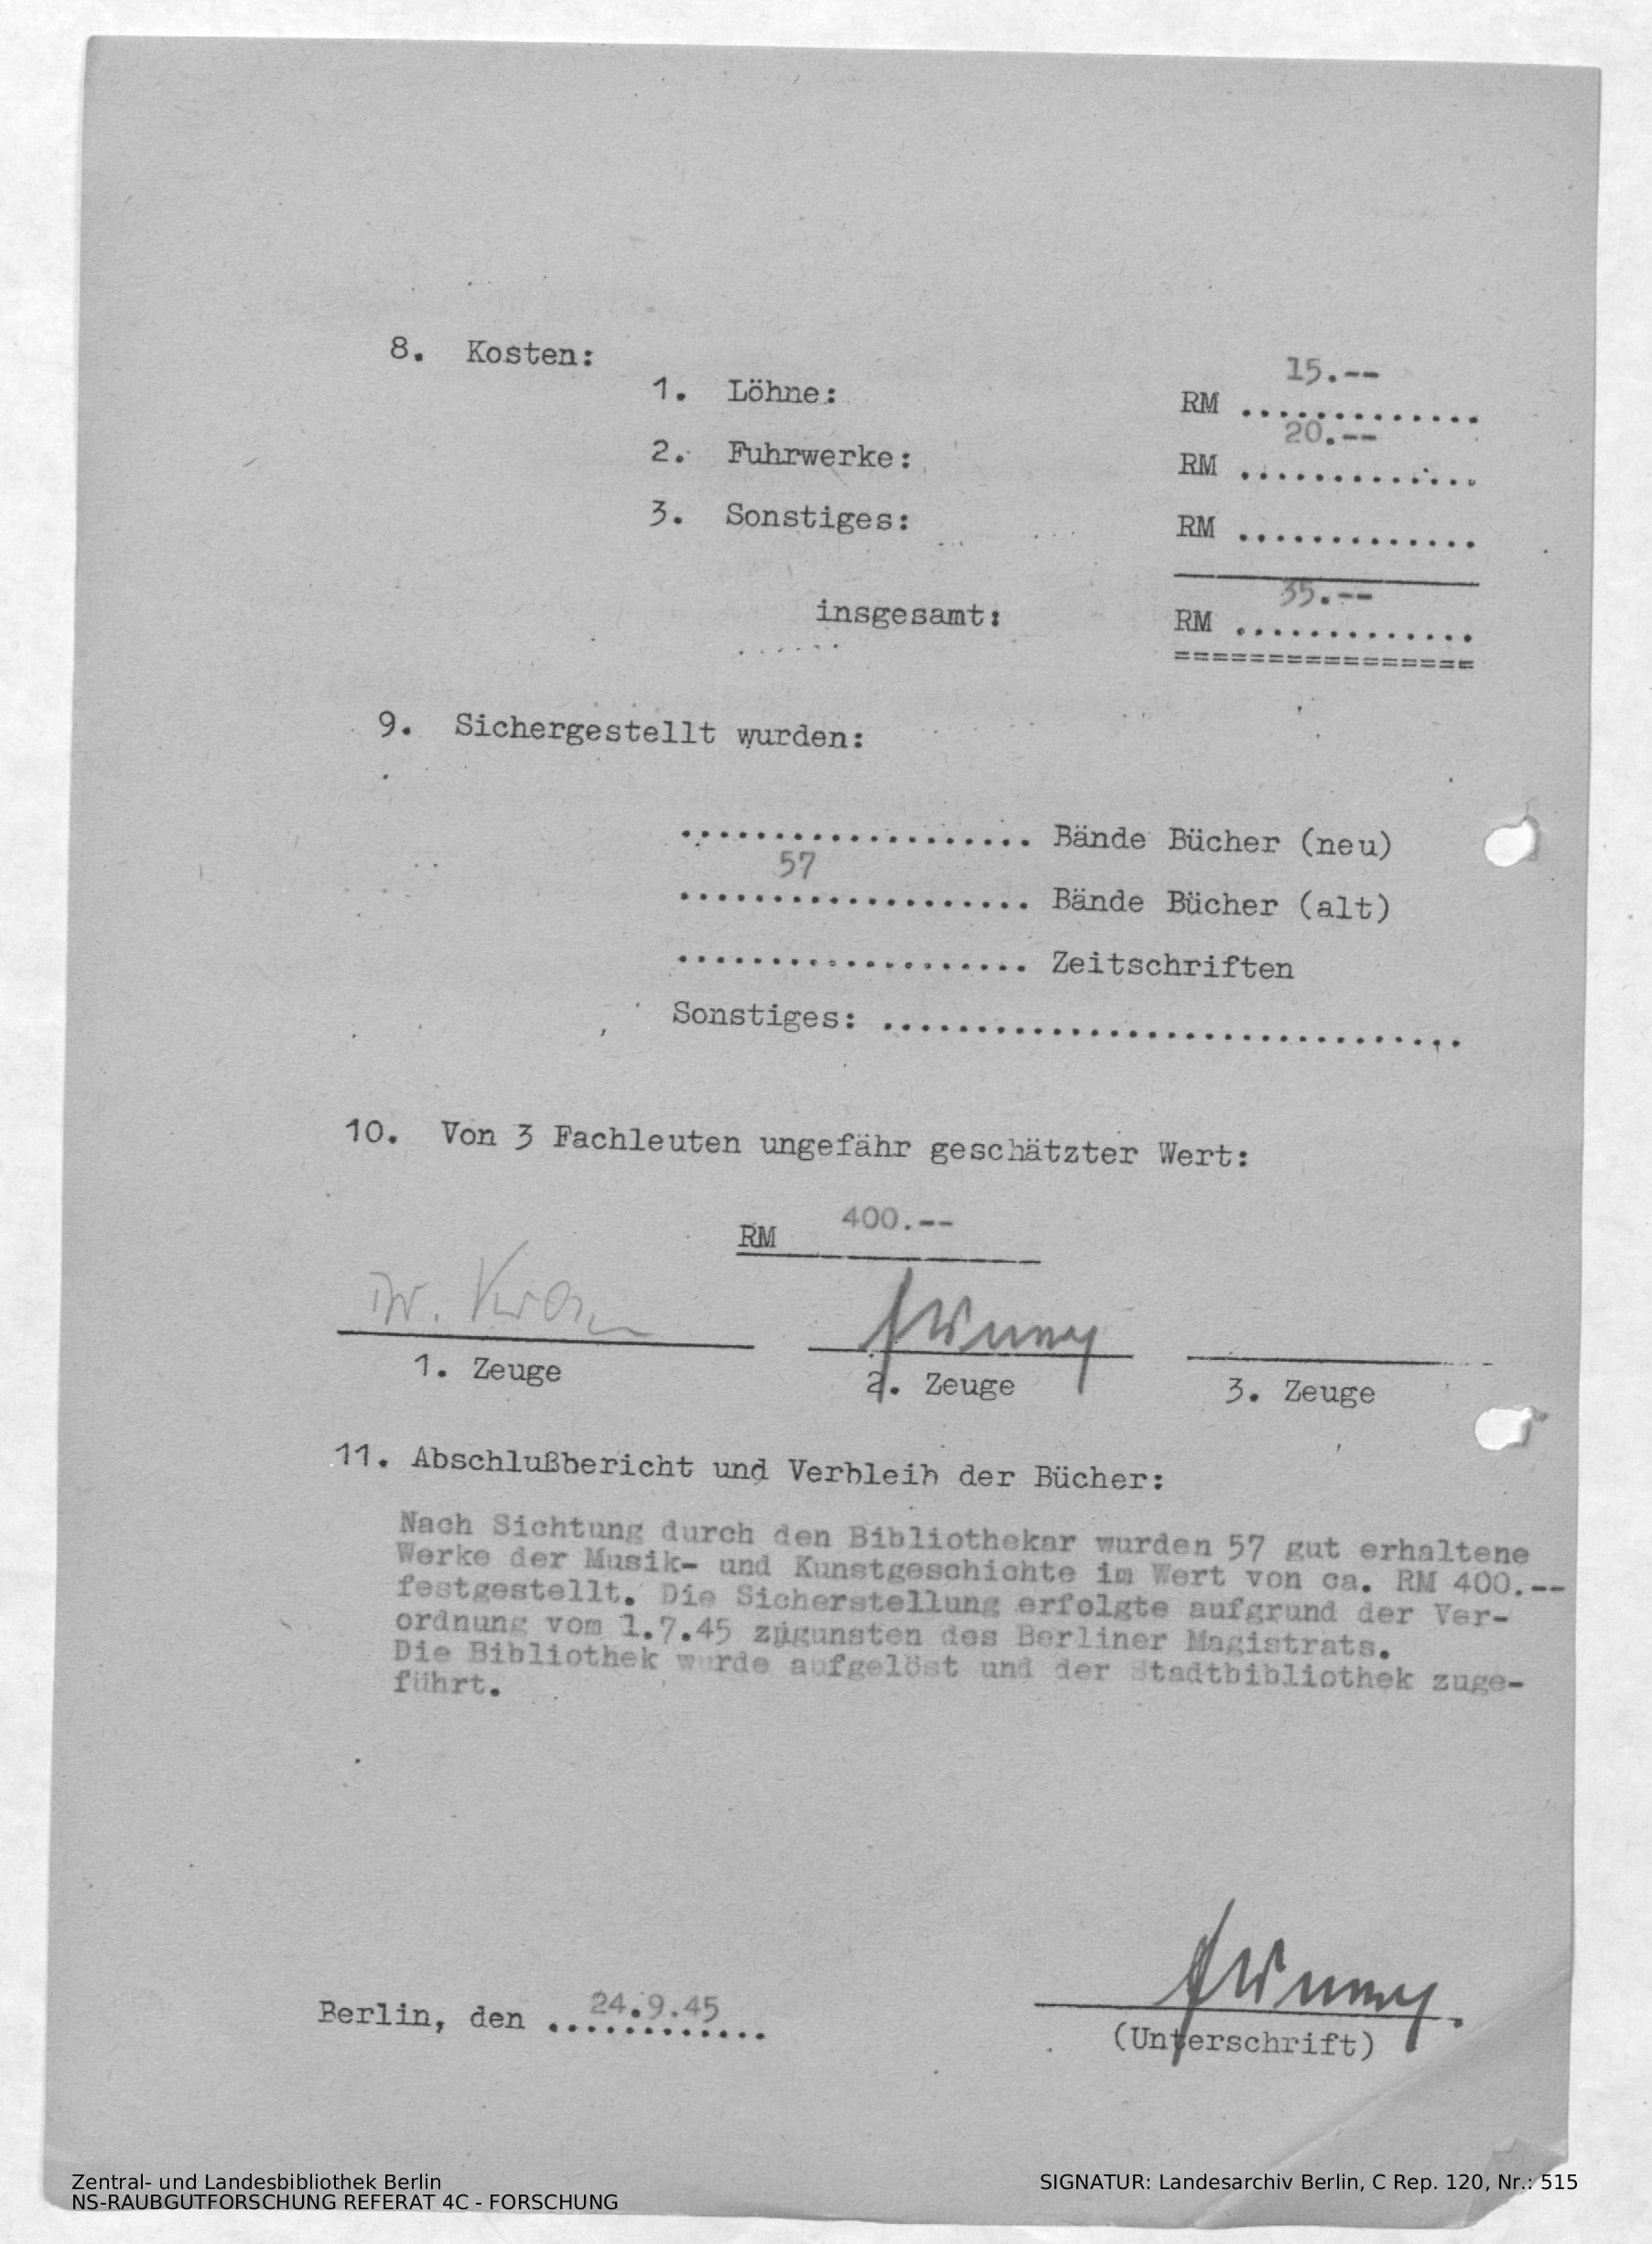 8. Kosten:
1. Löhne: RM 15.-- .............
2. Fuhrwerke: RM 20.-- .............
3. Sonstiges: RM .............
insgesamt: RM 35.-- .............
================
9. Sichergestellt wurden:
................... Bände Bücher (neu)
57 ................... Bände Bücher (alt)
................... Zeitschriften
Sonstiges: ...............................
10. Von 3 Fachleuten ungefähr geschätzter Wert:
RM 400.--
Dr.
1. Zeuge 2. Zeuge 3. Zeuge
11. Abschlußbericht und Verbleib der Bücher:
Nach Sichtung durch den Bibliothekar wurden 57 gut erhaltene
Werke der Musik- und Kunstgeschichte im Wert von ca. RM 400.--
festgestellt. Die Sicherstellung erfolgte aufgrund der Ver-
ordnung vom 1.7.45 zugunsten des Berliner Magistrats.
Die Bibliothek wurde aufgelöst und der Stadtbibliothek zuge-
führt.
Berlin, den 24.9.45 ............
(Unterschrift)
Zentral- und Landesbibliothek Berlin
NS-RAUBGUTFORSCHUNG REFERAT 4C - FORSCHUNG
SIGNATUR: Landesarchiv Berlin, C Rep. 120, Nr.: 515